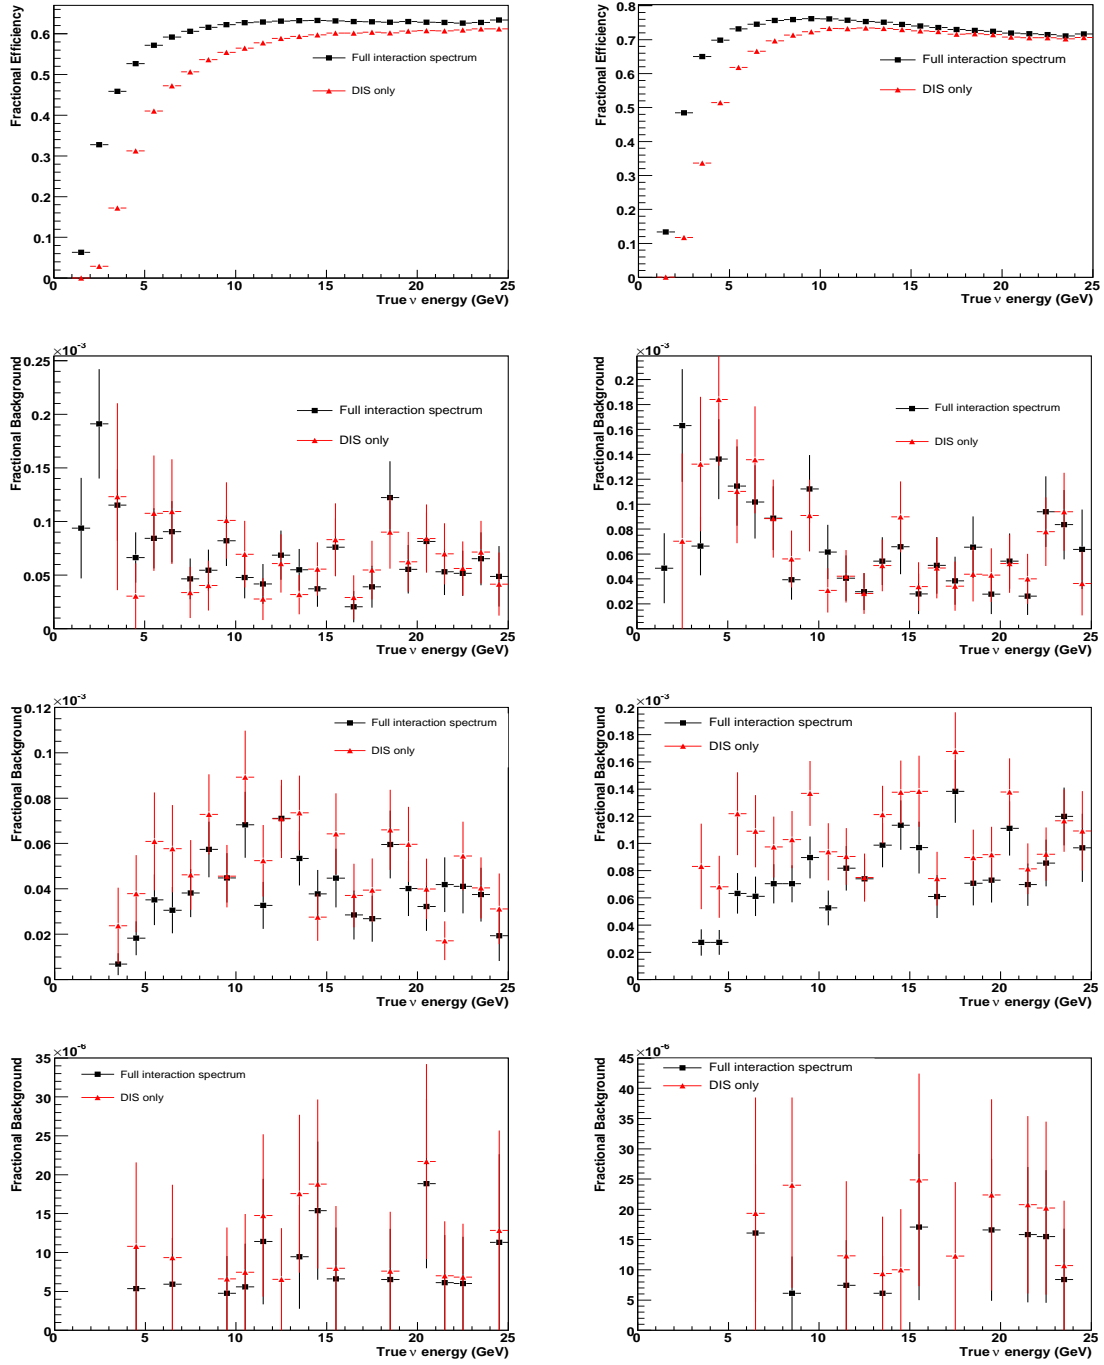 Fractional Efficiency
0.6
0.5
0.4
0.3
0.2
0.1
0
Full interaction spectrum
DIS only
0 5 10 15 20 25
True ν energy (GeV)
Fractional Efficiency
0.8
0.7
0.6
0.5
0.4
0.3
0.2
0.1
0
Full interaction spectrum
DIS only
0 5 10 15 20 25
True ν energy (GeV)
Fractional Background
×10⁻³
0.25
0.2
0.15
0.1
0.05
0
Full interaction spectrum
DIS only
0 5 10 15 20 25
True ν energy (GeV)
Fractional Background
×10⁻³
0.2
0.18
0.16
0.14
0.12
0.1
0.08
0.06
0.04
0.02
0
Full interaction spectrum
DIS only
0 5 10 15 20 25
True ν energy (GeV)
Fractional Background
×10⁻³
0.12
0.1
0.08
0.06
0.04
0.02
0
Full interaction spectrum
DIS only
0 5 10 15 20 25
True ν energy (GeV)
Fractional Background
×10⁻³
0.2
0.18
0.16
0.14
0.12
0.1
0.08
0.06
0.04
0.02
0
Full interaction spectrum
DIS only
0 5 10 15 20 25
True ν energy (GeV)
Fractional Background
×10⁻⁶
35
30
25
20
15
10
5
0
Full interaction spectrum
DIS only
0 5 10 15 20 25
True ν energy (GeV)
Fractional Background
×10⁻⁶
45
40
35
30
25
20
15
10
5
0
Full interaction spectrum
DIS only
0 5 10 15 20 25
True ν energy (GeV)